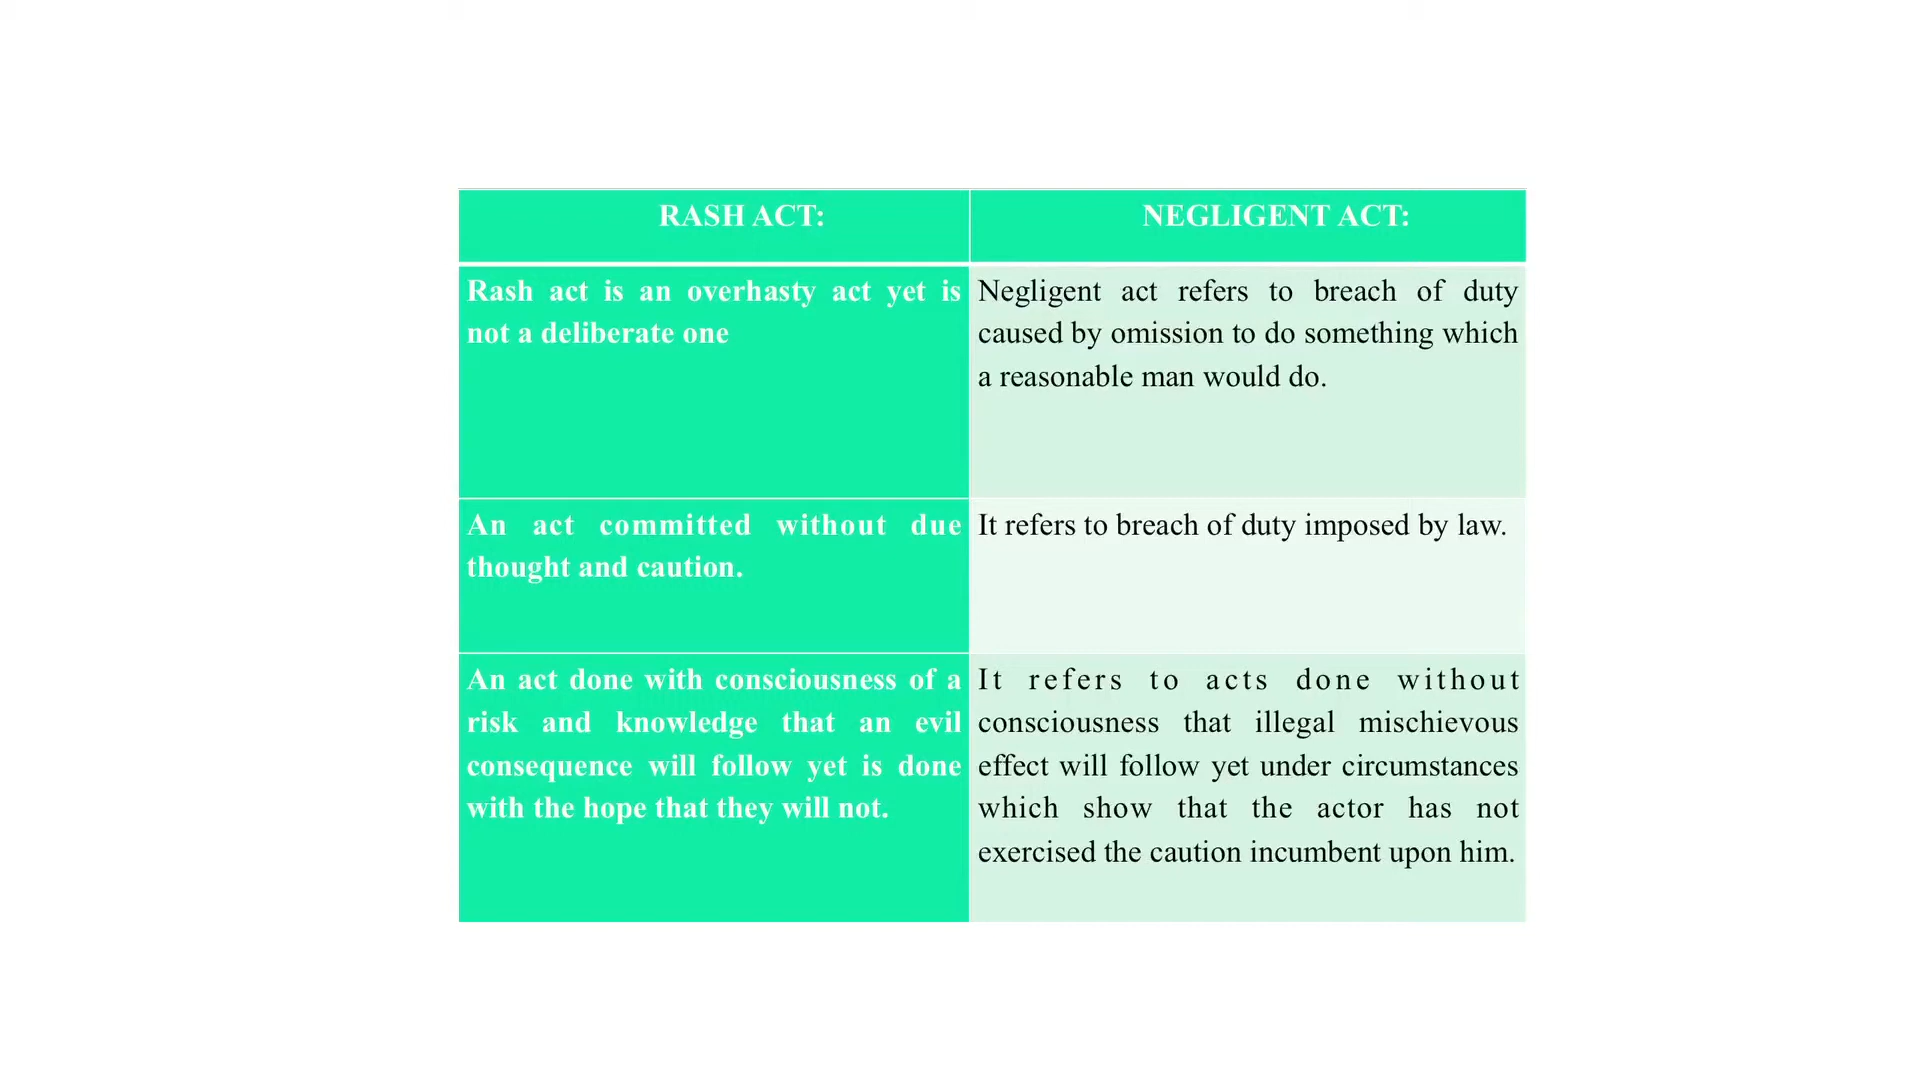 RASH ACT:
NEGLIGENT ACT:
Rash act is an overhasty act yet is
not a deliberate one
Negligent act refers to breach of duty
caused by omission to do something which
a reasonable man would do.
An act committed without due
thought and caution.
It refers to breach of duty imposed by law.
An act done with consciousness of a
risk and knowledge that an evil
consequence will follow yet is done
with the hope that they will not.
It refers to acts done without
consciousness that illegal mischievous
effect will follow yet under circumstances
which show that the actor has not
exercised the caution incumbent upon him.